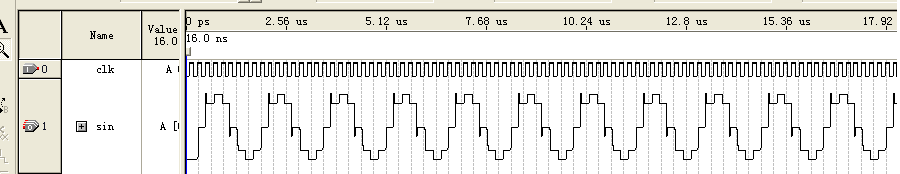 0 ps 2.56 us 5.12 us 7.68 us 10.24 us 12.8 us 15.36 us 17.92
Name Value
16.0
16.0 ns
0 clk A
1 sin A [